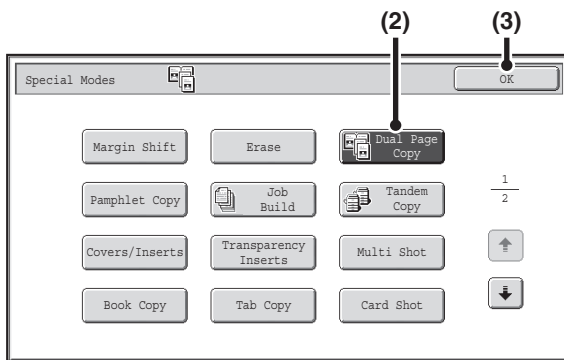 (2)
(3)
Special Modes
OK
Margin Shift
Erase
Dual Page
Copy
Pamphlet Copy
Job
Build
Tandem
Copy
1
2
Covers/Inserts
Transparency
Inserts
Multi Shot
Book Copy
Tab Copy
Card Shot